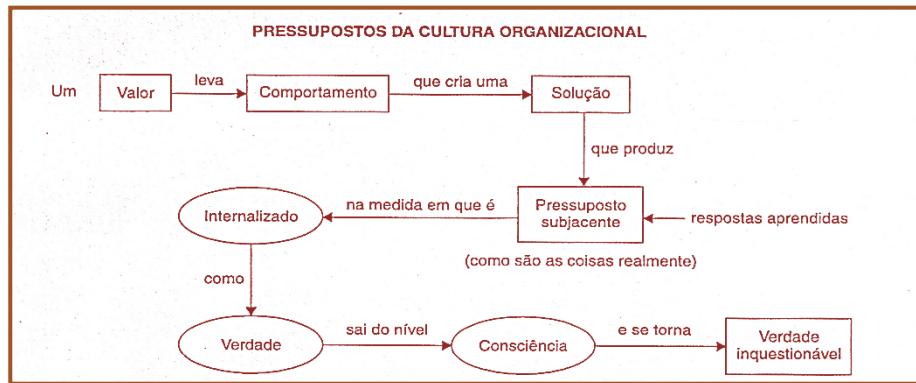 PRESSUPOSTOS DA CULTURA ORGANIZACIONAL
Um Valor leva Comportamento que cria uma Solução
que produz
Internalizado na medida em que é Pressuposto subjacente respostas aprendidas
(como são as coisas realmente)
como
Verdade sai do nível Consciência e se torna Verdade inquestionável